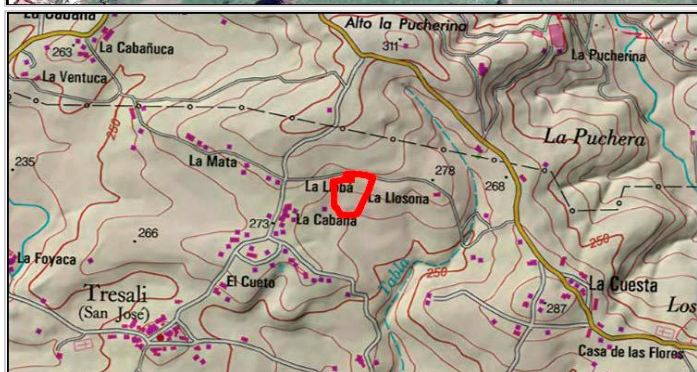 La Cabana
Alto la Pucherina
311
263
La Cabañuca
La Pucherina
La Ventuca
250
La Puchera
La Mata
235
La Lloba
278
268
La Llosona
273
La Cabaña
266
250
La Foyaca
Tabla
250
El Cueto
La Cuesta
Tresali
(San José)
287
Los
Casa de las Flores